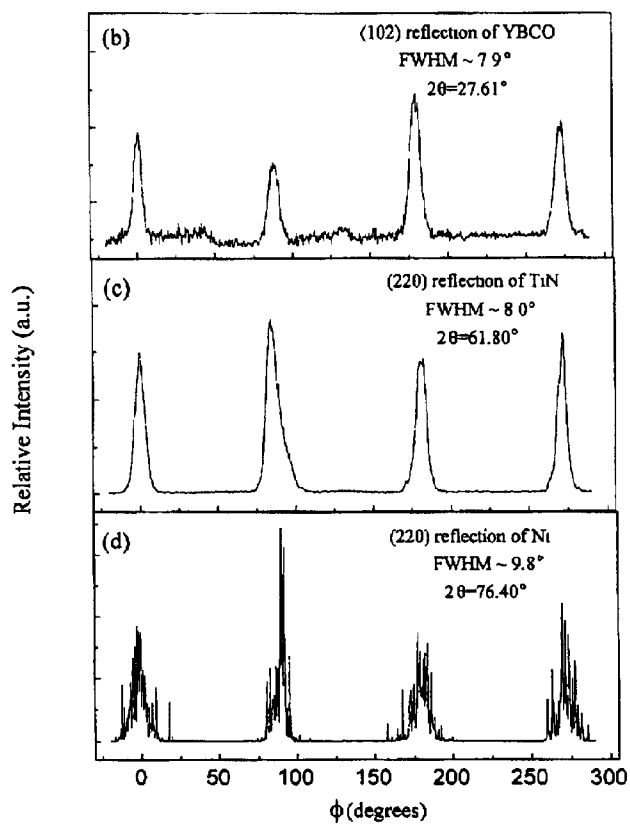 (b)
(102) reflection of YBCO
FWHM ~ 7 9°
2θ=27.61°
(c)
(220) reflection of TiN
FWHM ~ 8 0°
2θ=61.80°
Relative Intensity (a.u.)
(d)
(220) reflection of Ni
FWHM ~ 9.8°
2θ=76.40°
0 50 100 150 200 250 300
ϕ (degrees)